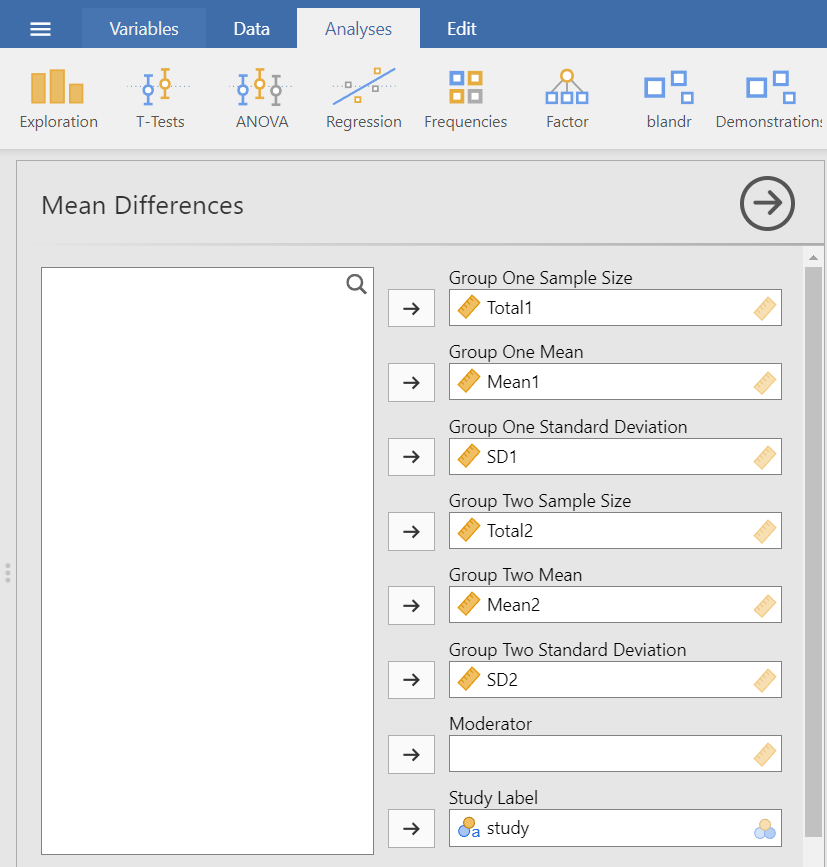 Variables Data Analyses Edit
Exploration T-Tests ANOVA Regression Frequencies Factor blandr Demonstrations
Mean Differences
Group One Sample Size
Total1
Group One Mean
Mean1
Group One Standard Deviation
SD1
Group Two Sample Size
Total2
Group Two Mean
Mean2
Group Two Standard Deviation
SD2
Moderator
Study Label
a study